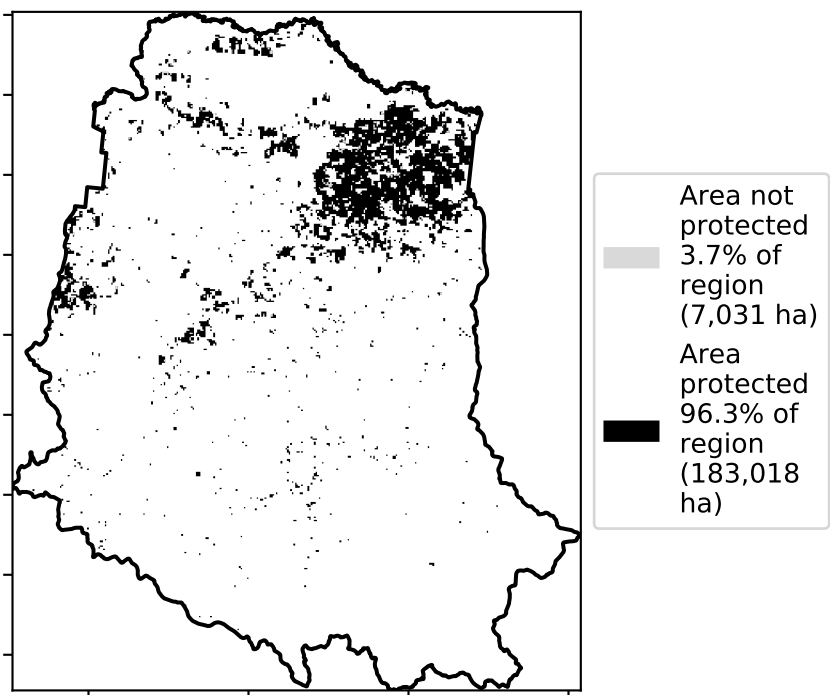 Area not
protected
3.7% of
region
(7,031 ha)
Area
protected
96.3% of
region
(183,018
ha)